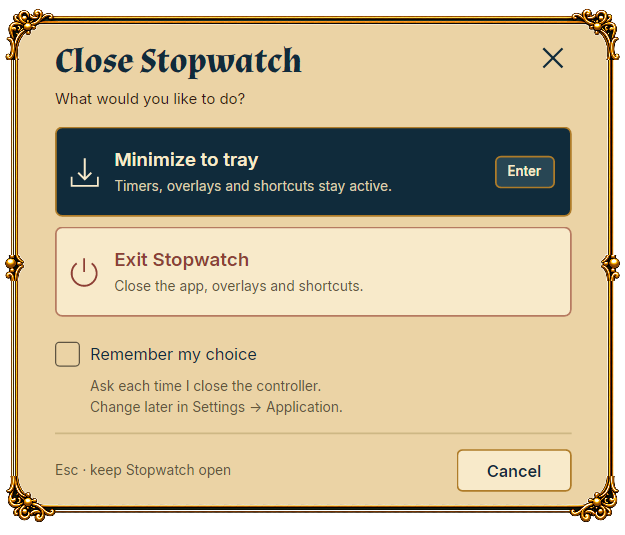 Close Stopwatch
What would you like to do?
Minimize to tray
Timers, overlays and shortcuts stay active.
Enter
Exit Stopwatch
Close the app, overlays and shortcuts.
Remember my choice
Ask each time I close the controller.
Change later in Settings → Application.
Esc · keep Stopwatch open
Cancel